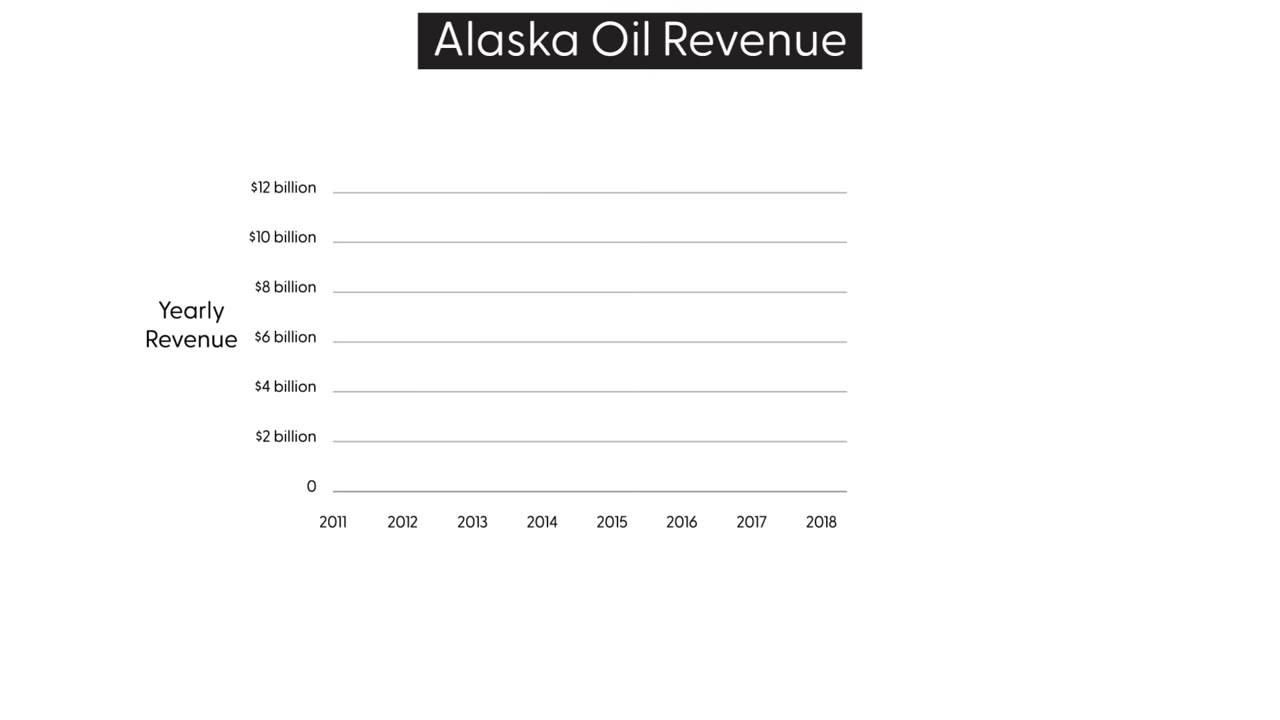 Alaska Oil Revenue
$12 billion
$10 billion
$8 billion
Yearly
Revenue
$6 billion
$4 billion
$2 billion
0
2011 2012 2013 2014 2015 2016 2017 2018